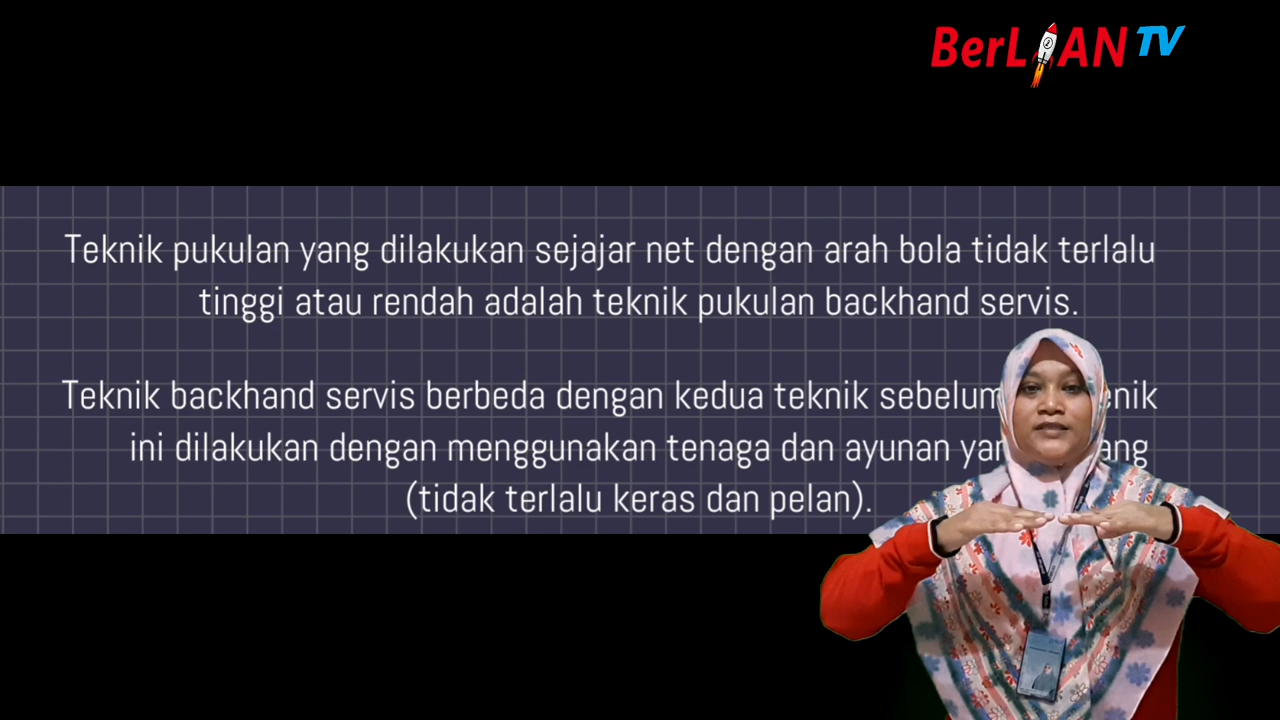 BerLIAN TV
Teknik pukulan yang dilakukan sejajar net dengan arah bola tidak terlalu
tinggi atau rendah adalah teknik pukulan backhand servis.
Teknik backhand servis berbeda dengan kedua teknik
ini dilakukan dengan menggunakan tenaga dan ayunan
(tidak terlalu keras dan pelan).